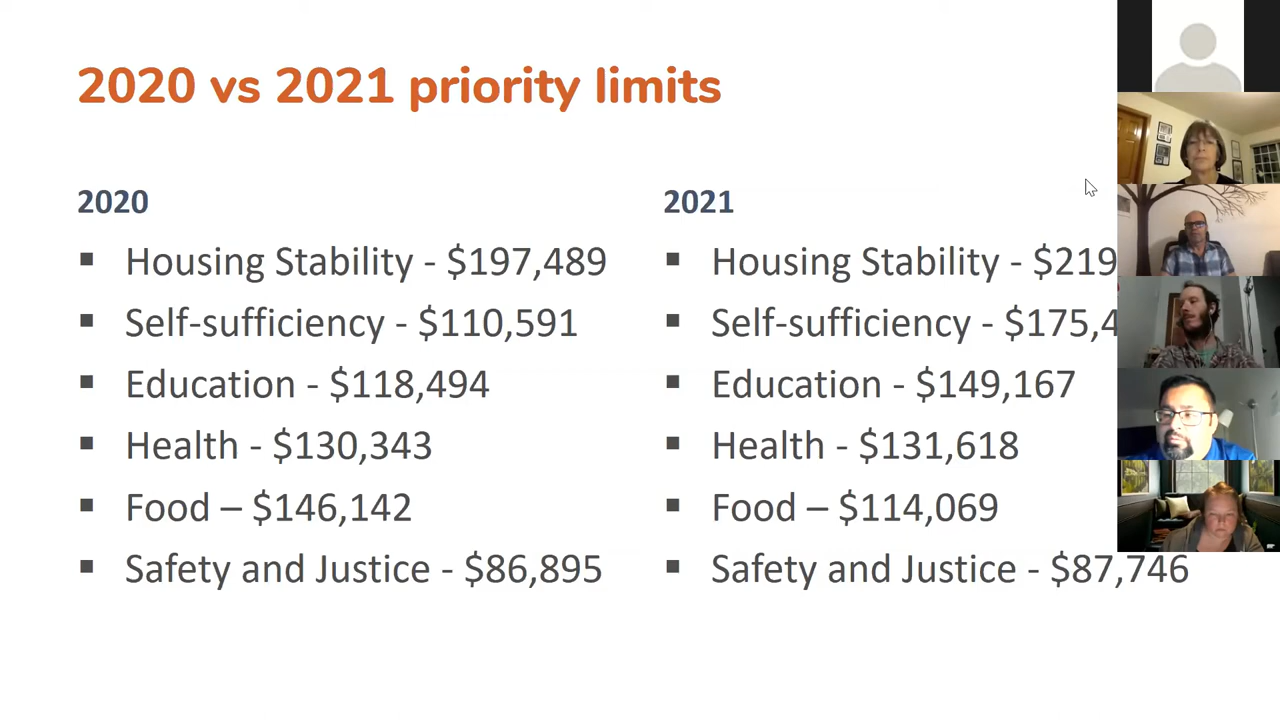 2020 vs 2021 priority limits
2020
▪ Housing Stability - $197,489
▪ Self-sufficiency - $110,591
▪ Education - $118,494
▪ Health - $130,343
▪ Food – $146,142
▪ Safety and Justice - $86,895
2021
▪ Housing Stability - $219
▪ Self-sufficiency - $175,4
▪ Education - $149,167
▪ Health - $131,618
▪ Food – $114,069
▪ Safety and Justice - $87,746